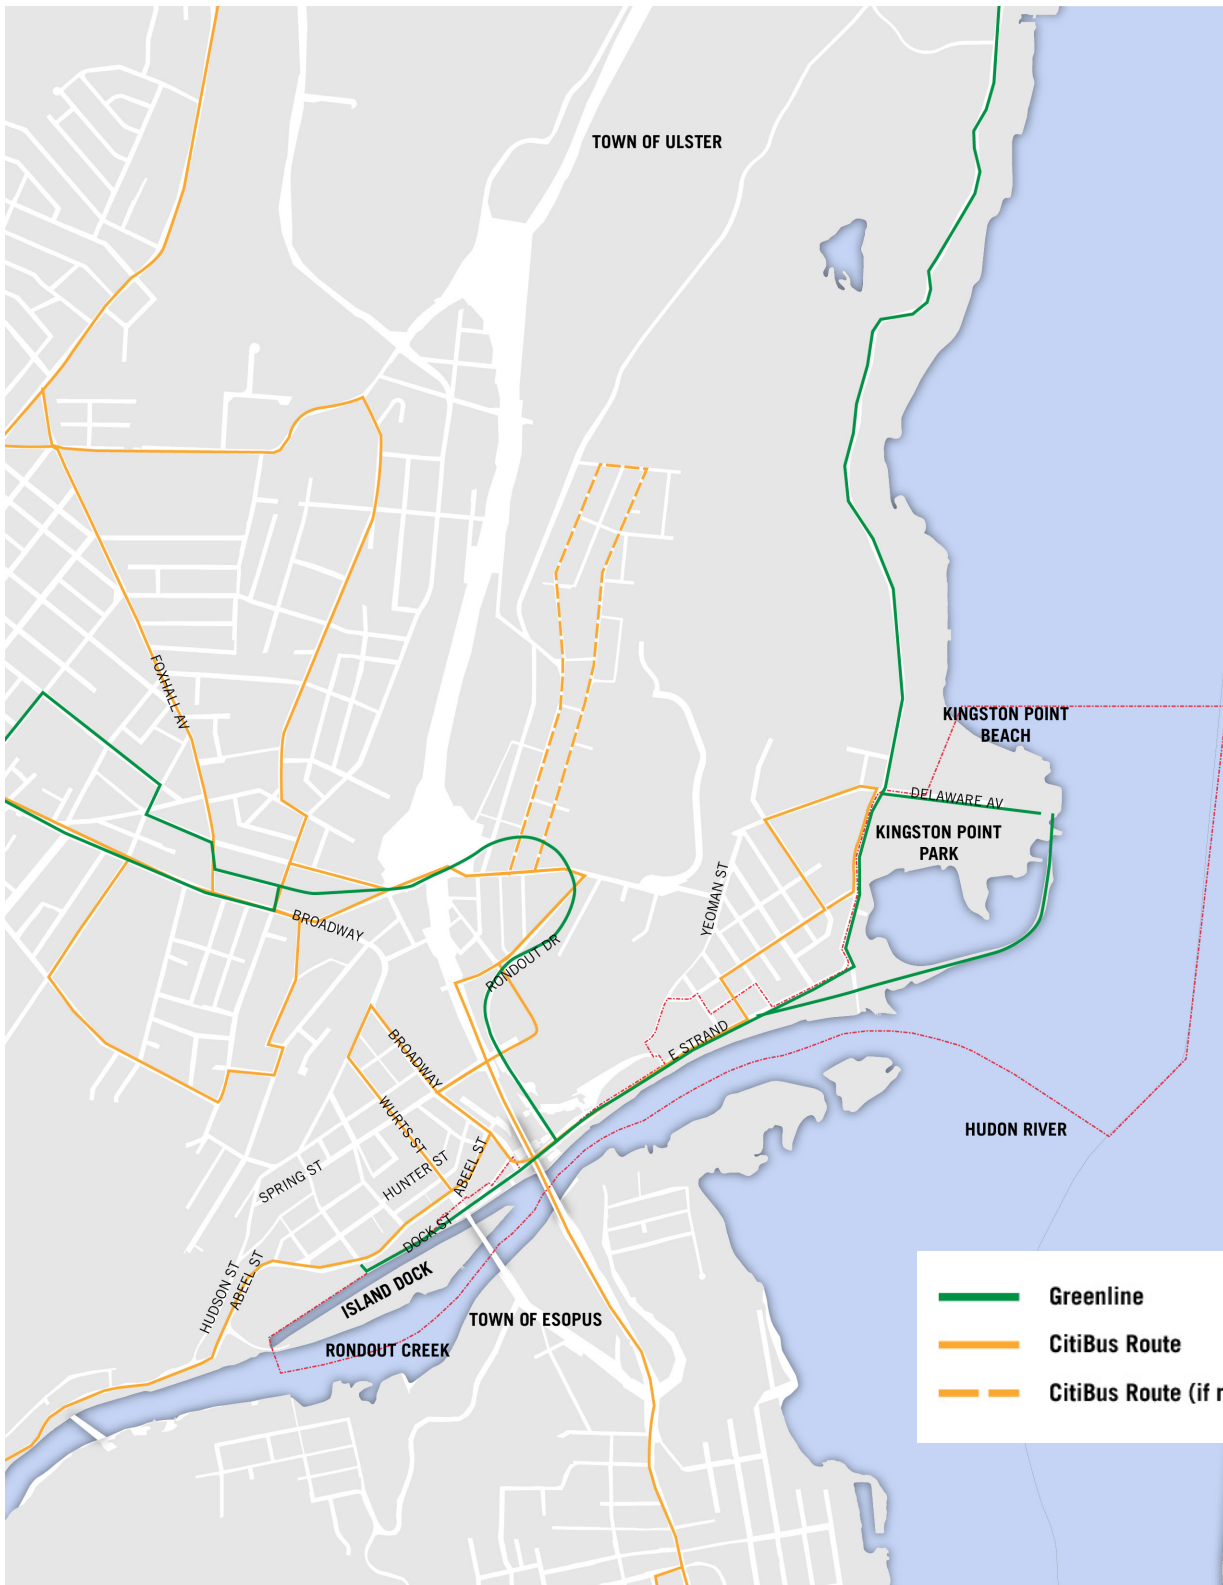 TOWN OF ULSTER
FOXHALL AV
KINGSTON POINT
BEACH
DELAWARE AV
KINGSTON POINT
PARK
YEOMAN ST
BROADWAY
RONDOUT DR
E STRAND
BROADWAY
WURTS ST
HUNTER ST
ABEEL ST
SPRING ST
HUDON RIVER
DOCK ST
HUDSON ST
ABEEL ST
ISLAND DOCK
TOWN OF ESOPUS
RONDOUT CREEK
Greenline
CitiBus Route
CitiBus Route (if